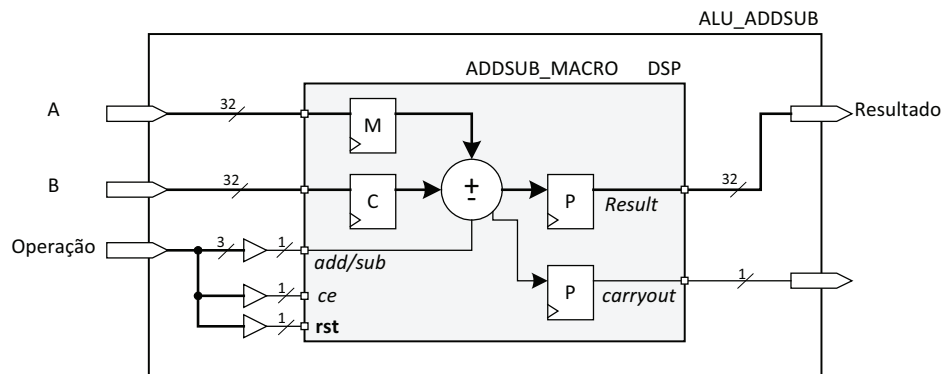 ALU_ADDSUB
ADDSUB_MACRO DSP
A
32
M
Resultado
B
32
C
±
-
P
Result
32
Operação
3
1
add/sub
1
ce
1
rst
P
carryout
1